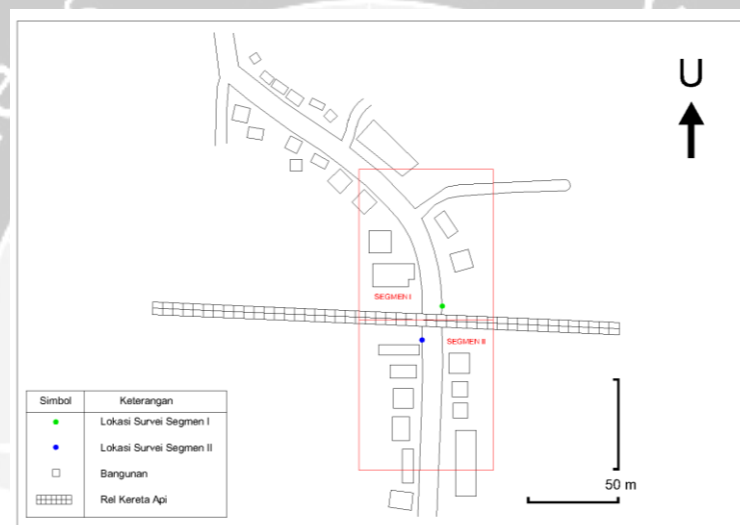 U
SEGMEN I
SEGMEN II
Simbol Keterangan
Lokasi Survei Segmen I
Lokasi Survei Segmen II
Bangunan
Rel Kereta Api
50 m